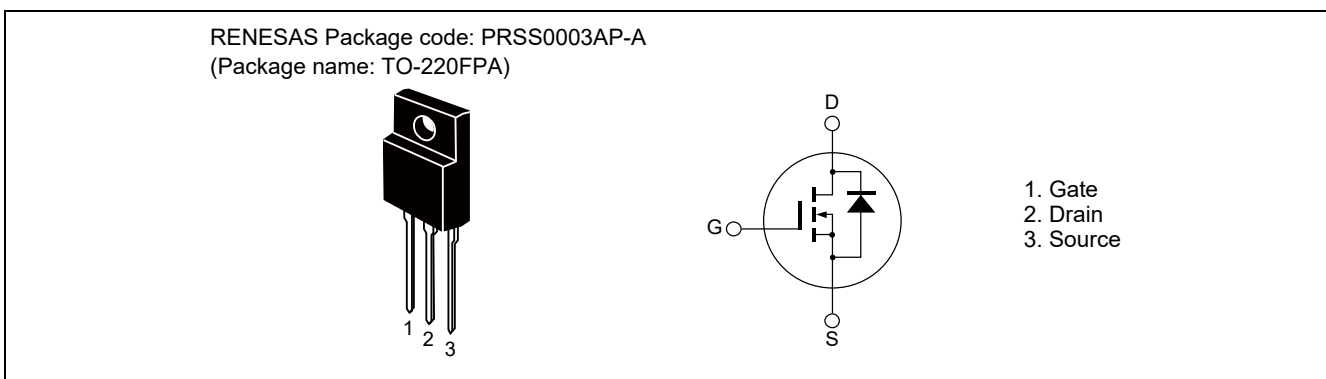 RENESAS Package code: PRSS0003AP-A
(Package name: TO-220FPA)
1
2
3
D
G
S
1. Gate
2. Drain
3. Source